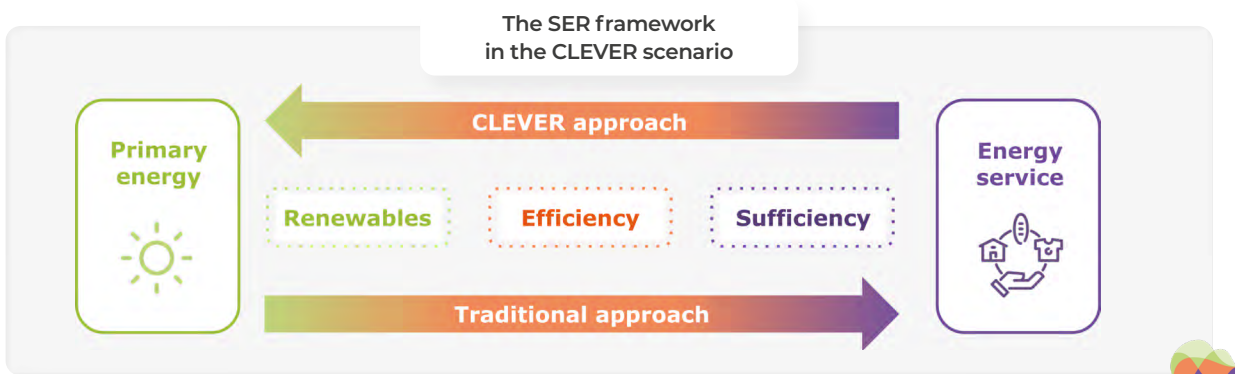 The SER framework
in the CLEVER scenario
CLEVER approach
Primary
energy
Energy
service
Renewables
Efficiency
Sufficiency
Traditional approach